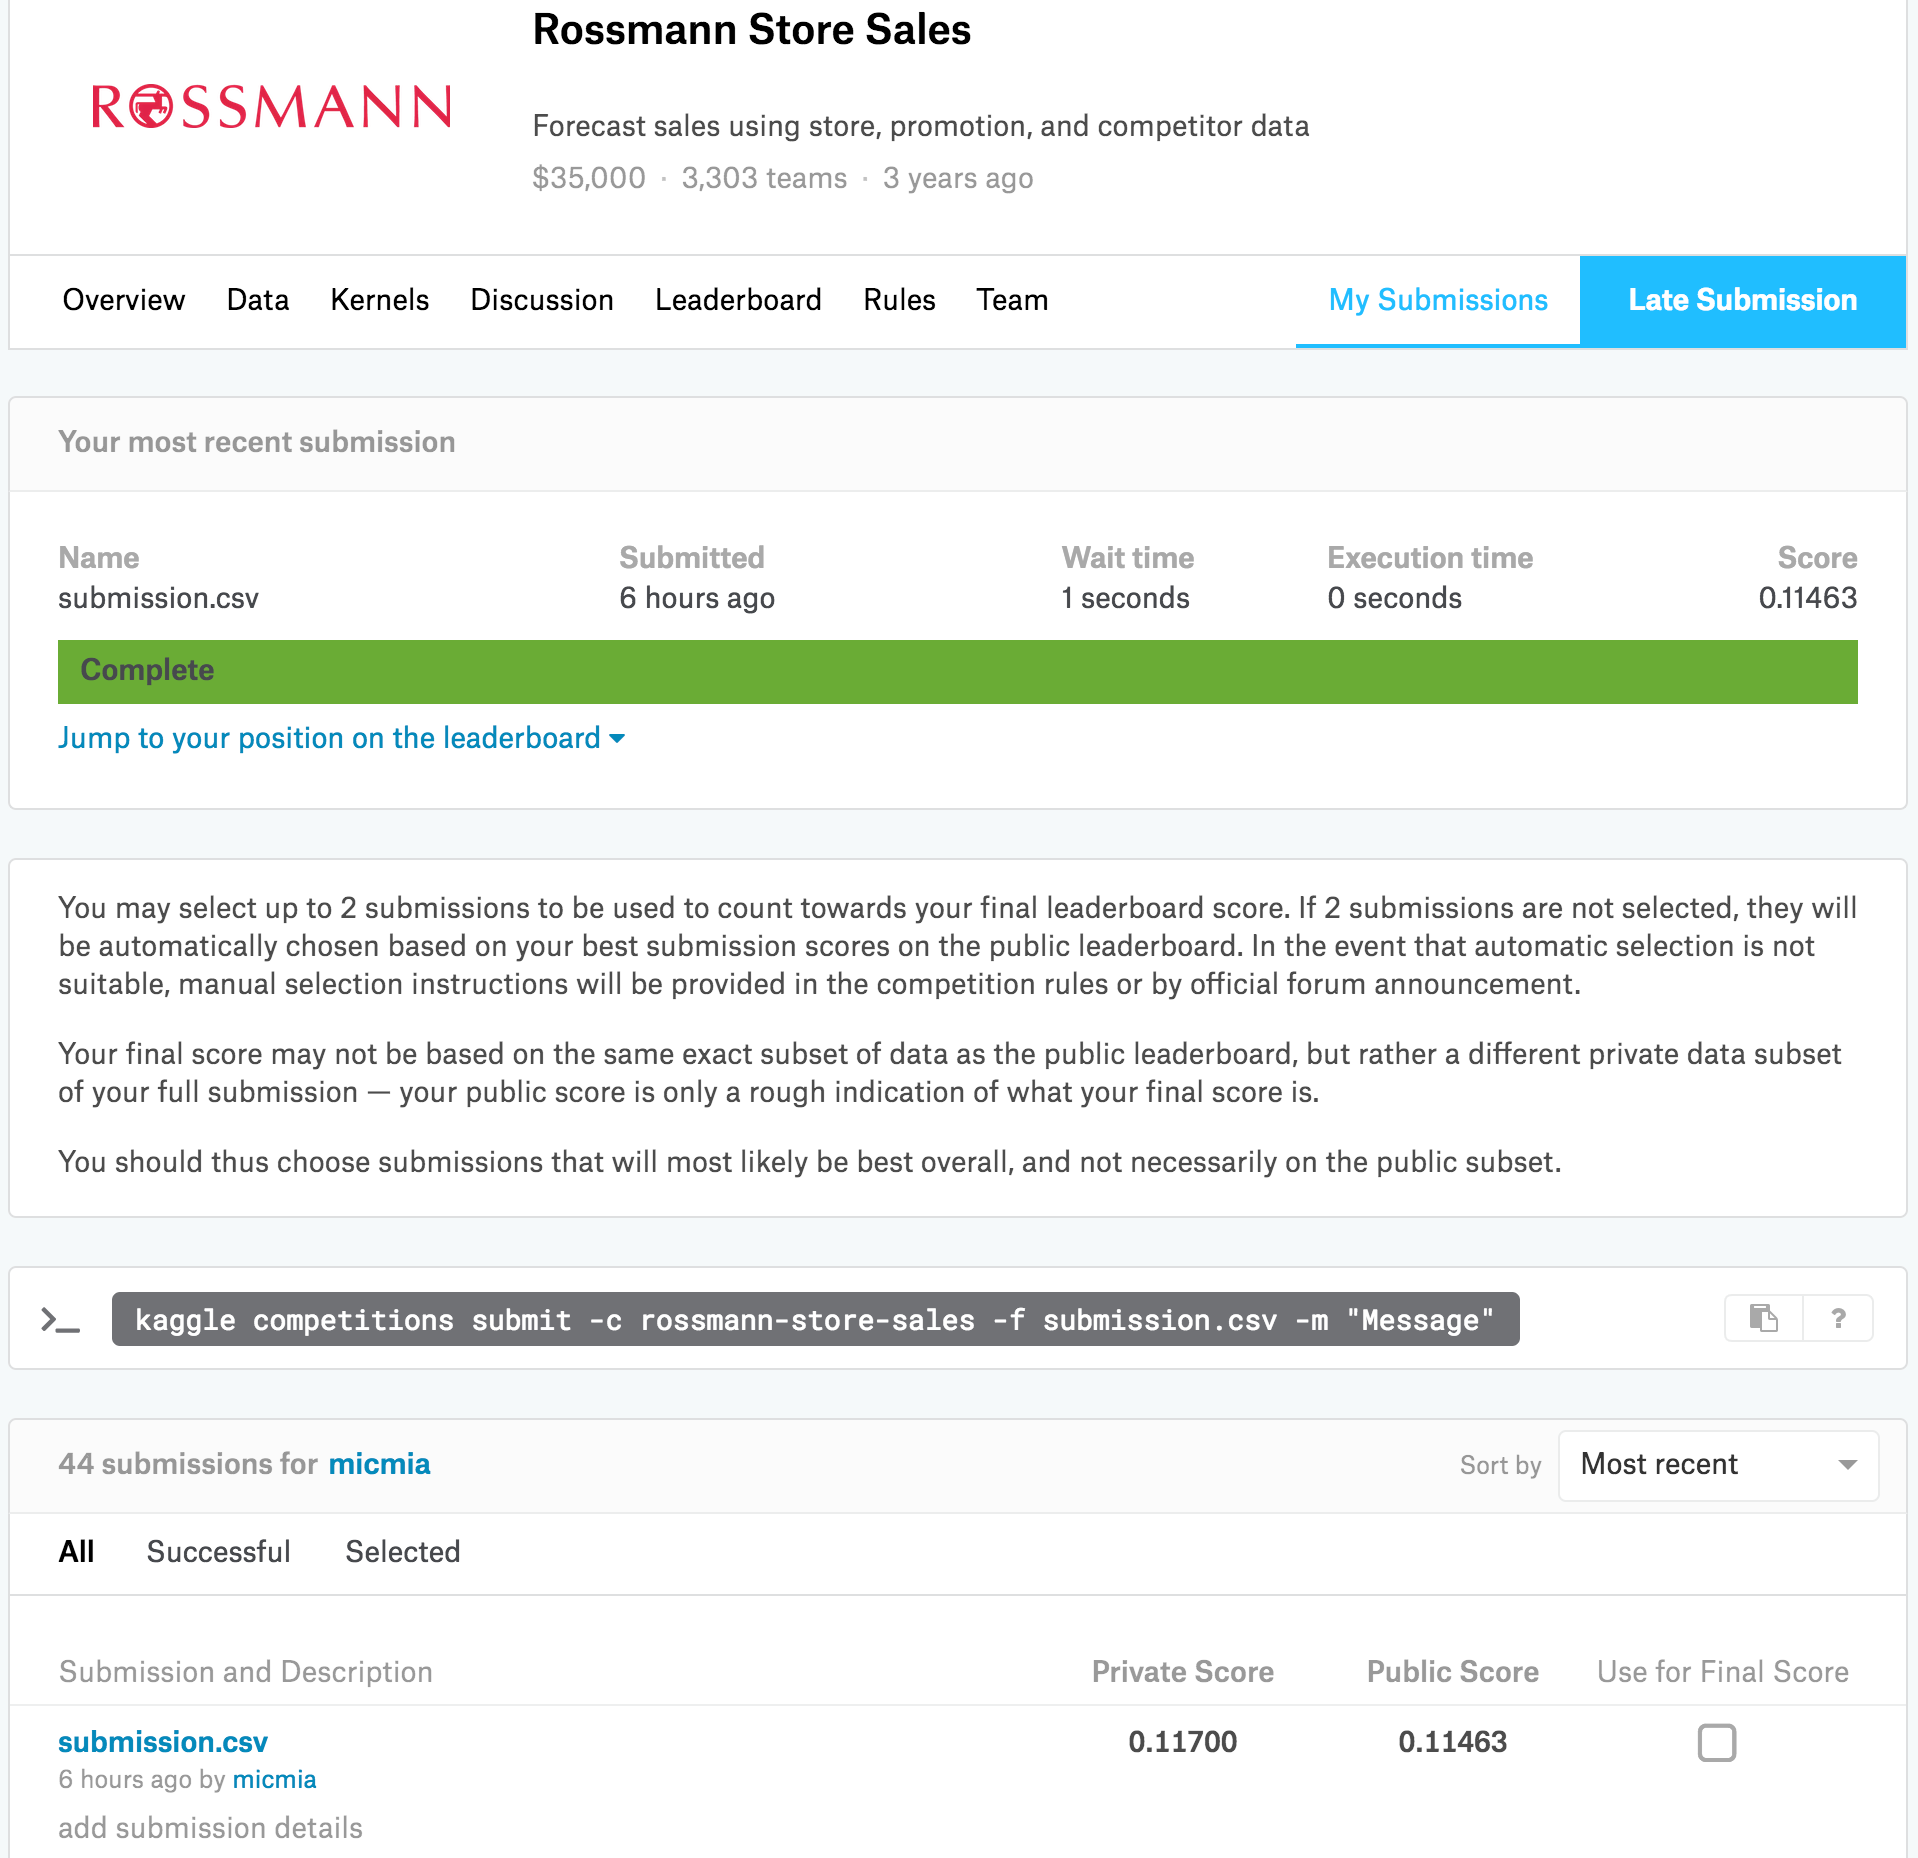 Rossmann Store Sales
ROSSMANN
Forecast sales using store, promotion, and competitor data
$35,000 · 3,303 teams · 3 years ago
Overview Data Kernels Discussion Leaderboard Rules Team My Submissions Late Submission
Your most recent submission
Name Submitted Wait time Execution time Score
submission.csv 6 hours ago 1 seconds 0 seconds 0.11463
Complete
Jump to your position on the leaderboard
You may select up to 2 submissions to be used to count towards your final leaderboard score. If 2 submissions are not selected, they will
be automatically chosen based on your best submission scores on the public leaderboard. In the event that automatic selection is not
suitable, manual selection instructions will be provided in the competition rules or by official forum announcement.
Your final score may not be based on the same exact subset of data as the public leaderboard, but rather a different private data subset
of your full submission — your public score is only a rough indication of what your final score is.
You should thus choose submissions that will most likely be best overall, and not necessarily on the public subset.
>_ kaggle competitions submit -c rossmann-store-sales -f submission.csv -m "Message" ?
44 submissions for micmia Sort by Most recent
All Successful Selected
Submission and Description Private Score Public Score Use for Final Score
submission.csv 0.11700 0.11463
6 hours ago by micmia
add submission details